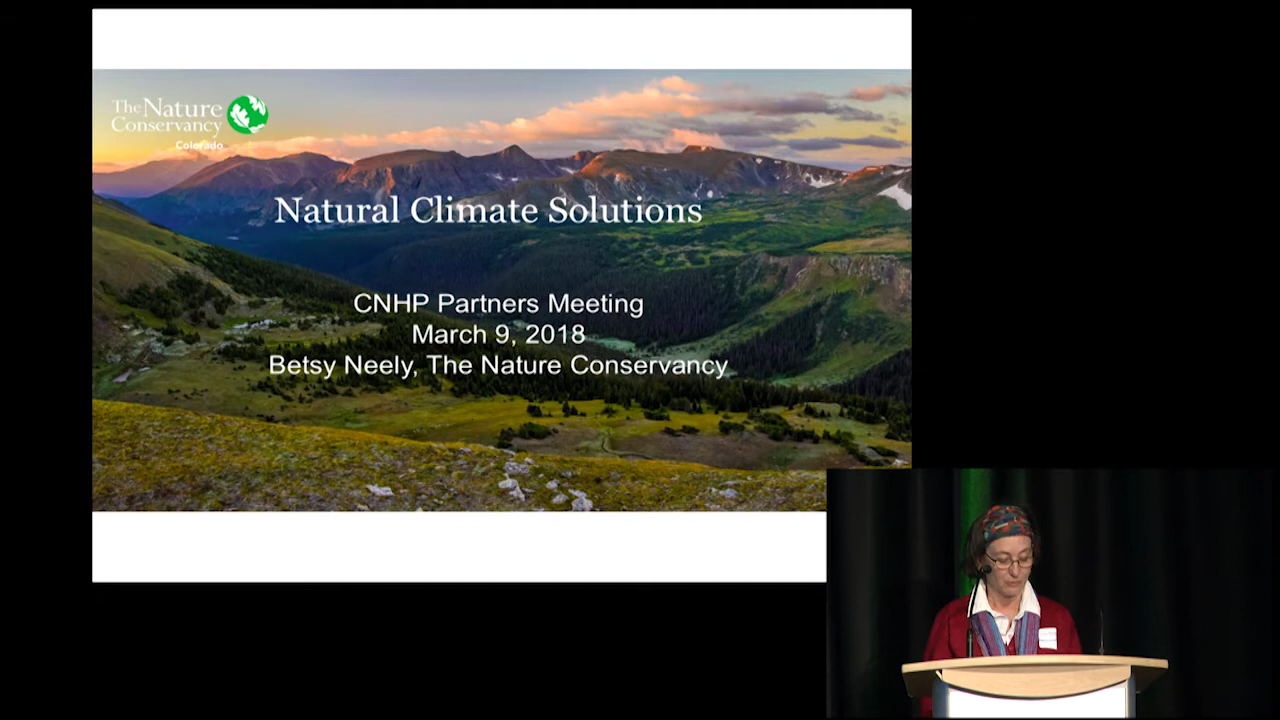 The Nature
Conservancy
Colorado
Natural Climate Solutions
CNHP Partners Meeting
March 9, 2018
Betsy Neely, The Nature Conservancy